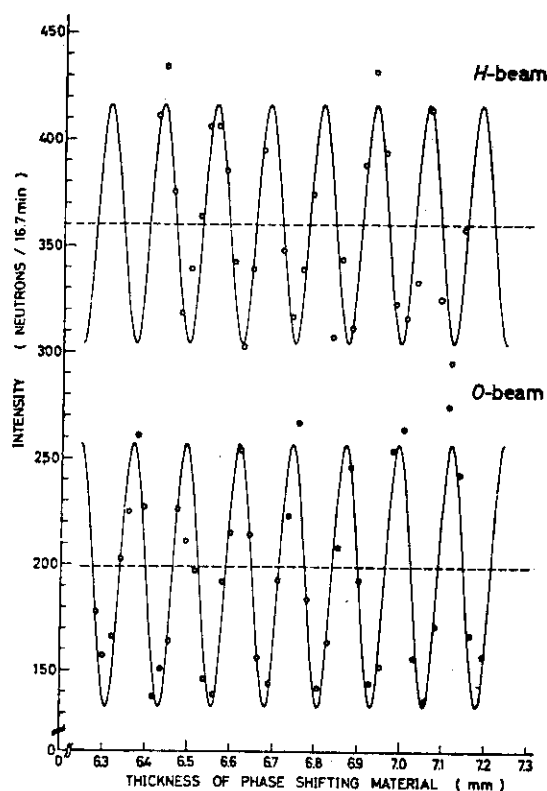 450
H-beam
400
350
300
O-beam
250
200
150
0
INTENSITY ( NEUTRONS / 16.7min )
0 6.3 6.4 6.5 6.6 6.7 6.8 6.9 7.0 7.1 7.2 7.3
THICKNESS OF PHASE SHIFTING MATERIAL ( mm )